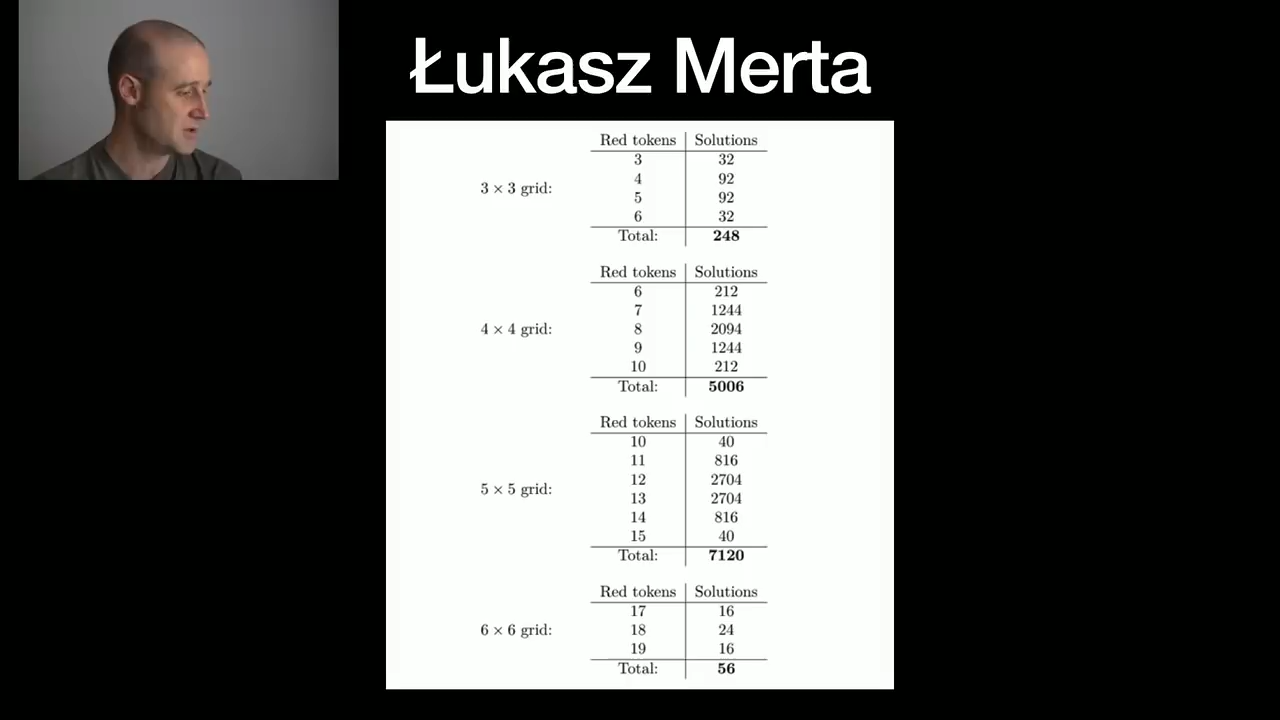 Łukasz Merta
3 × 3 grid:
Red tokens Solutions
3 32
4 92
5 92
6 32
Total: 248
4 × 4 grid:
Red tokens Solutions
6 212
7 1244
8 2094
9 1244
10 212
Total: 5006
5 × 5 grid:
Red tokens Solutions
10 40
11 816
12 2704
13 2704
14 816
15 40
Total: 7120
6 × 6 grid:
Red tokens Solutions
17 16
18 24
19 16
Total: 56